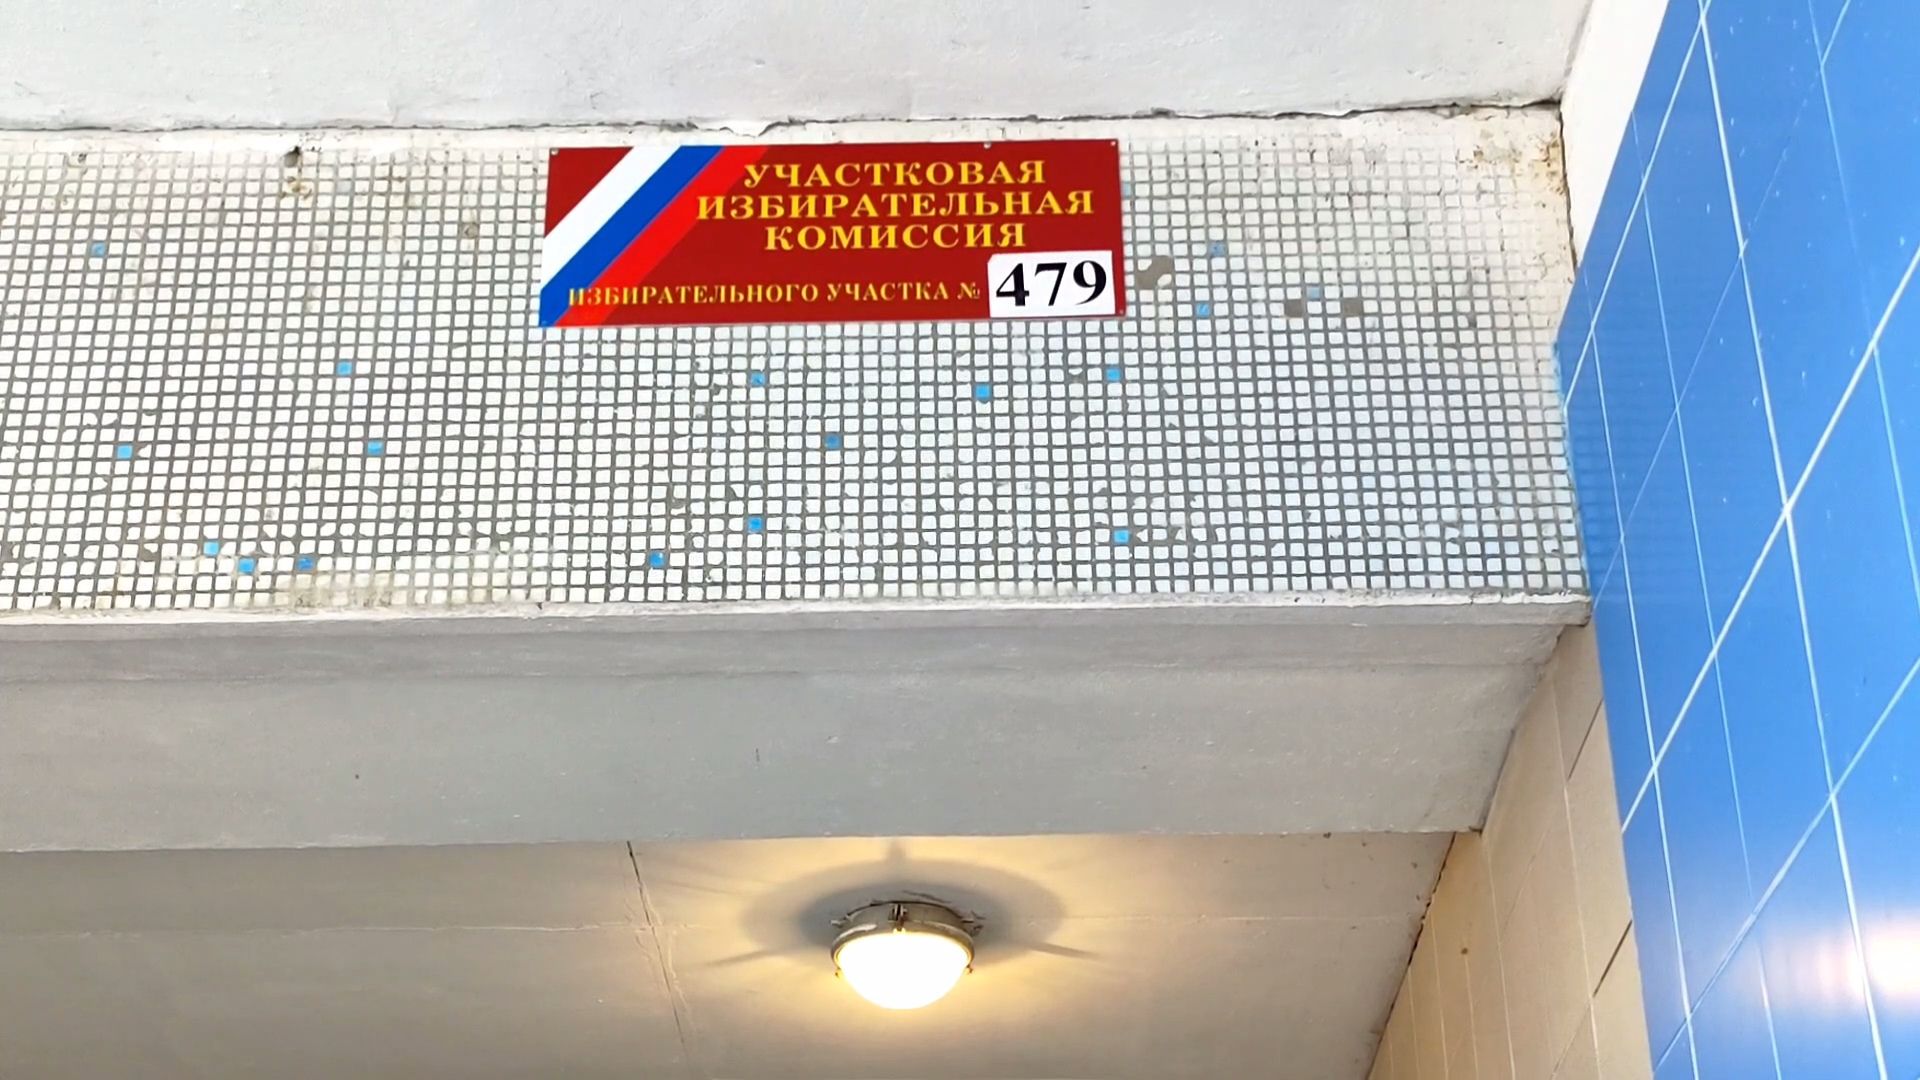 УЧАСТКОВАЯ
ИЗБИРАТЕЛЬНАЯ
КОМИССИЯ
ИЗБИРАТЕЛЬНОГО УЧАСТКА № 479